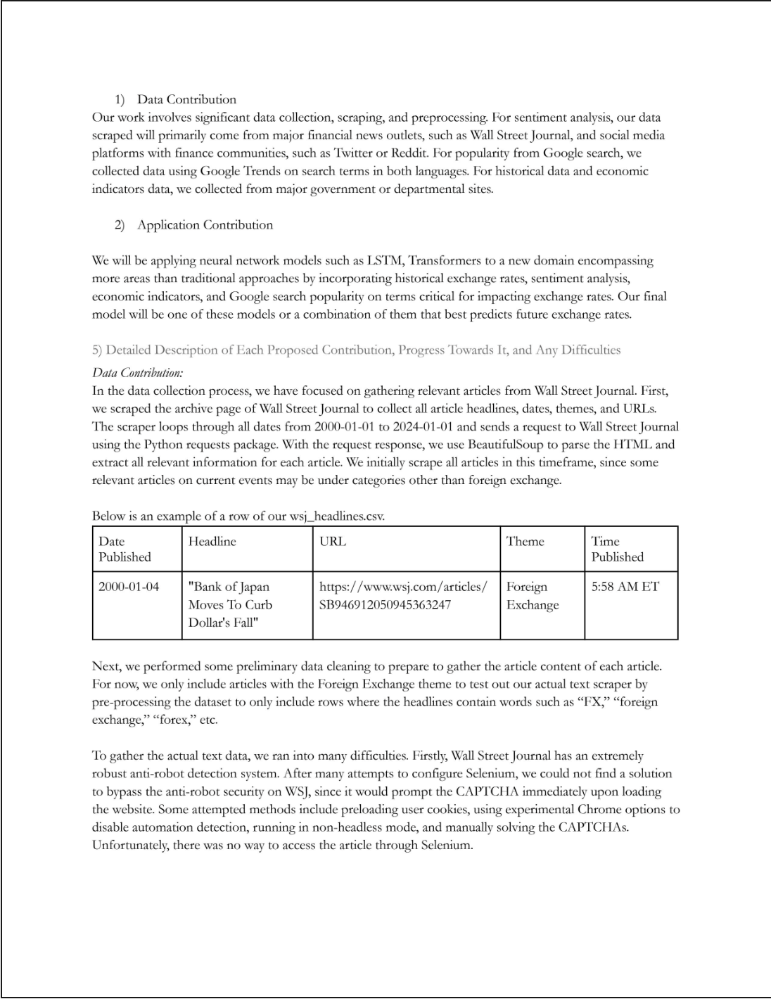 1) Data Contribution
Our work involves significant data collection, scraping, and preprocessing. For sentiment analysis, our data
scraped will primarily come from major financial news outlets, such as Wall Street Journal, and social media
platforms with finance communities, such as Twitter or Reddit. For popularity from Google search, we
collected data using Google Trends on search terms in both languages. For historical data and economic
indicators data, we collected from major government or departmental sites.
2) Application Contribution
We will be applying neural network models such as LSTM, Transformers to a new domain encompassing
more areas than traditional approaches by incorporating historical exchange rates, sentiment analysis,
economic indicators, and Google search popularity on terms critical for impacting exchange rates. Our final
model will be one of these models or a combination of them that best predicts future exchange rates.
5) Detailed Description of Each Proposed Contribution, Progress Towards It, and Any Difficulties
Data Contribution:
In the data collection process, we have focused on gathering relevant articles from Wall Street Journal. First,
we scraped the archive page of Wall Street Journal to collect all article headlines, dates, themes, and URLs.
The scraper loops through all dates from 2000-01-01 to 2024-01-01 and sends a request to Wall Street Journal
using the Python requests package. With the request response, we use BeautifulSoup to parse the HTML and
extract all relevant information for each article. We initially scrape all articles in this timeframe, since some
relevant articles on current events may be under categories other than foreign exchange.
Below is an example of a row of our wsj_headlines.csv.
Date
Published
Headline
URL
Theme
Time
Published
2000-01-04
"Bank of Japan
Moves To Curb
Dollar's Fall"
https://www.wsj.com/articles/
SB946912050945363247
Foreign
Exchange
5:58 AM ET
Next, we performed some preliminary data cleaning to prepare to gather the article content of each article.
For now, we only include articles with the Foreign Exchange theme to test out our actual text scraper by
pre-processing the dataset to only include rows where the headlines contain words such as “FX,” “foreign
exchange,” “forex,” etc.
To gather the actual text data, we ran into many difficulties. Firstly, Wall Street Journal has an extremely
robust anti-robot detection system. After many attempts to configure Selenium, we could not find a solution
to bypass the anti-robot security on WSJ, since it would prompt the CAPTCHA immediately upon loading
the website. Some attempted methods include preloading user cookies, using experimental Chrome options to
disable automation detection, running in non-headless mode, and manually solving the CAPTCHAs.
Unfortunately, there was no way to access the article through Selenium.